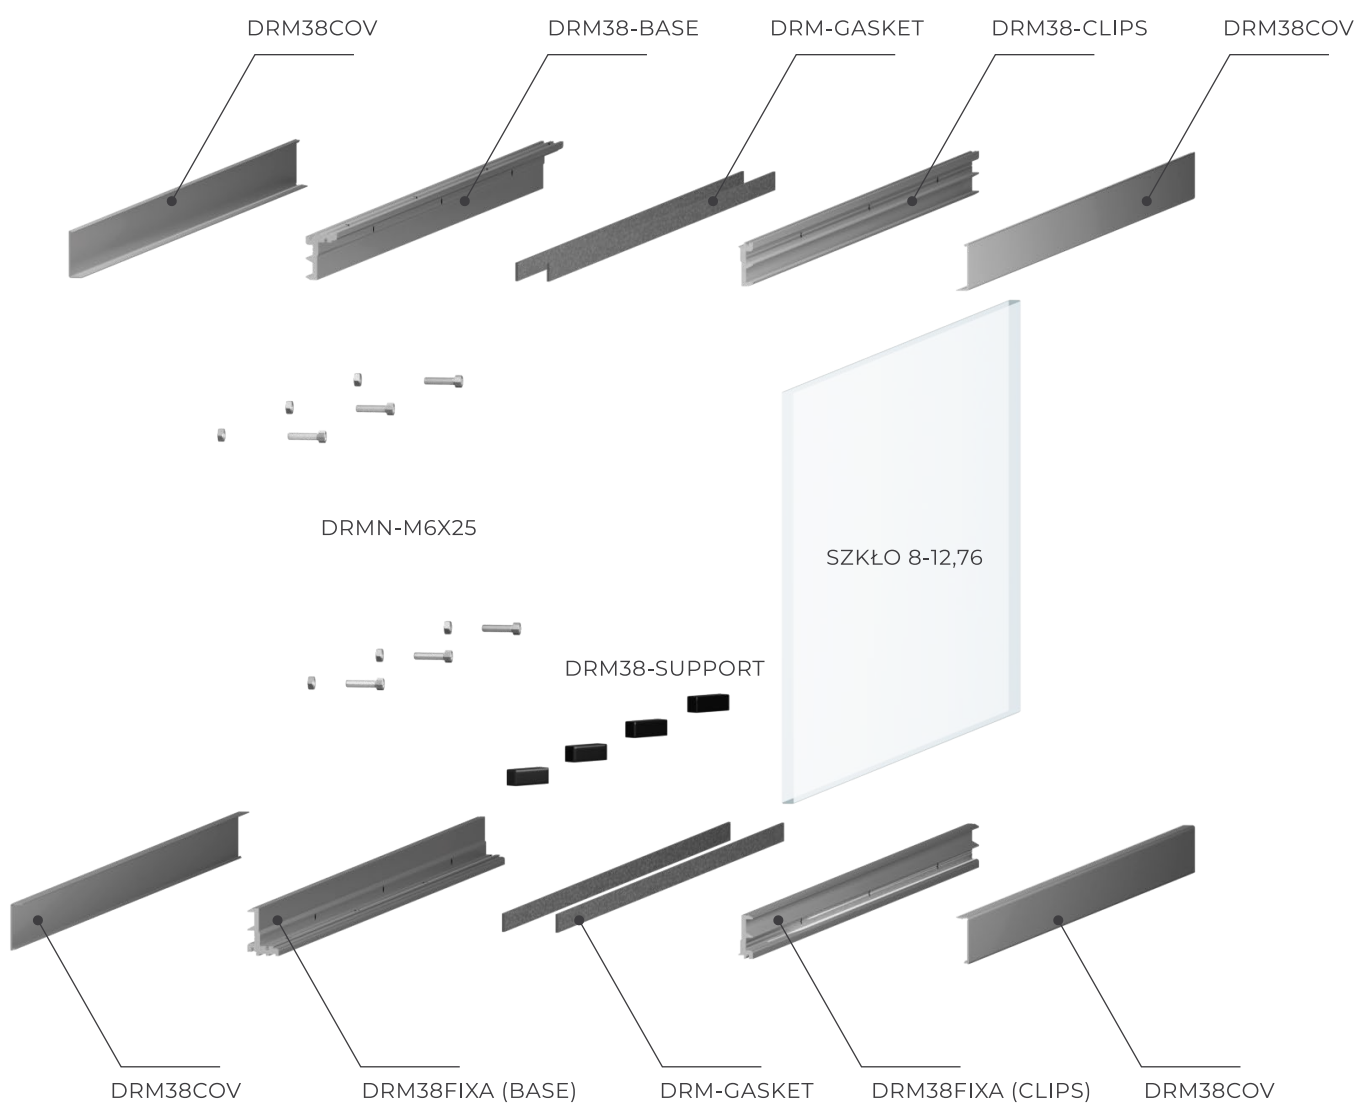 DRM38COV
DRM38-BASE
DRM-GASKET
DRM38-CLIPS
DRM38COV
DRMN-M6X25
SZKŁO 8-12,76
DRM38-SUPPORT
DRM38COV
DRM38FIXA (BASE)
DRM-GASKET
DRM38FIXA (CLIPS)
DRM38COV